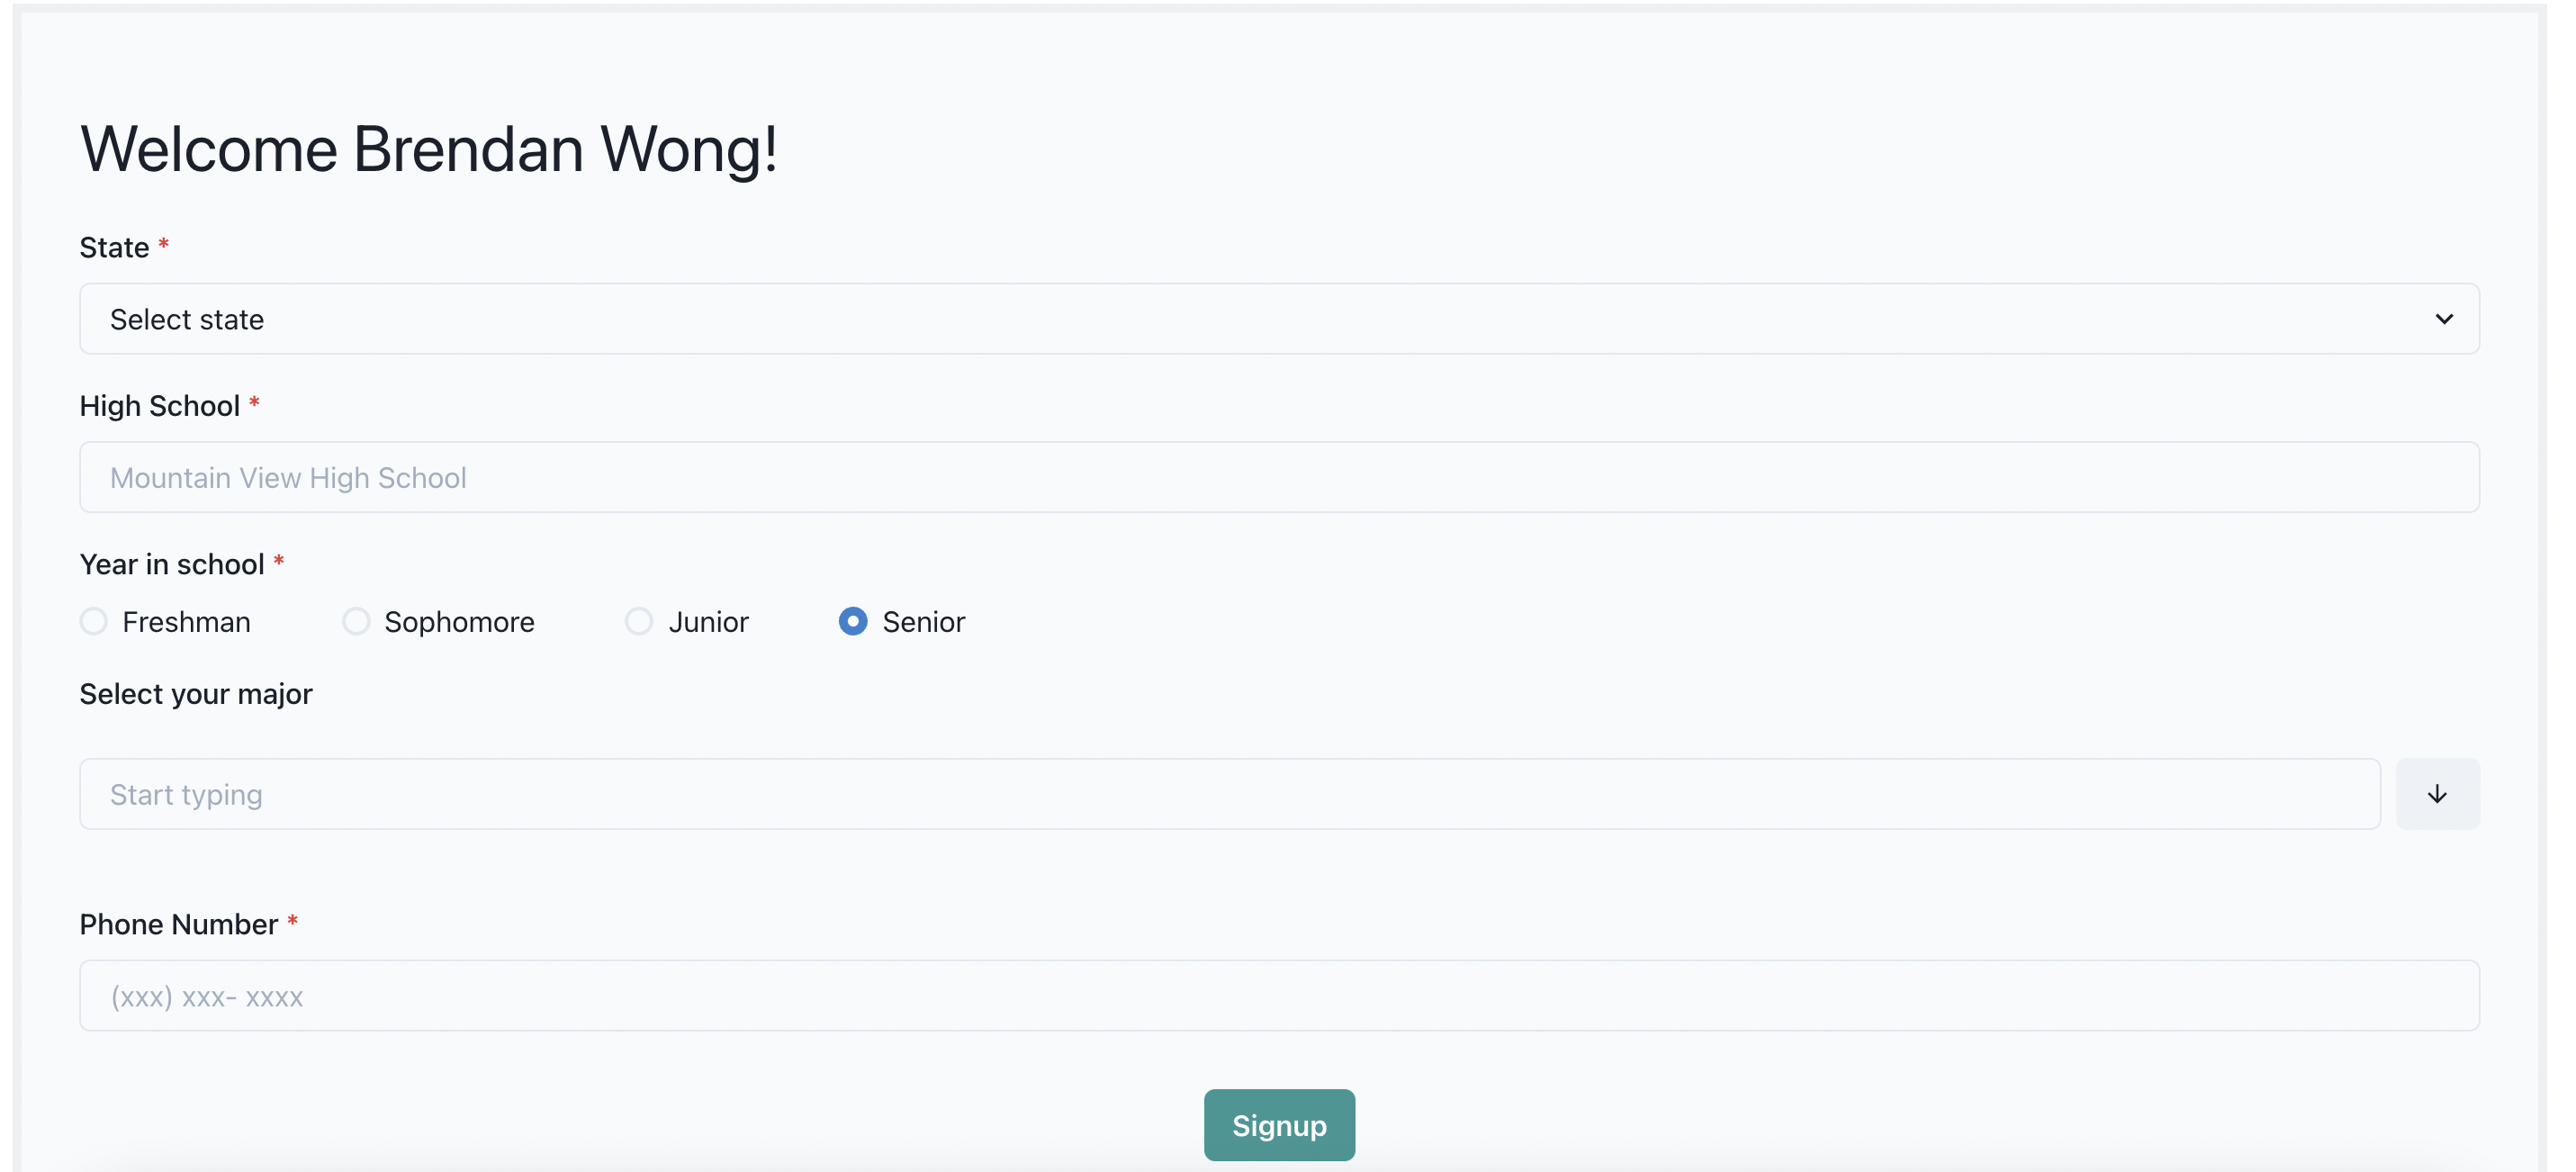 Welcome Brendan Wong!
State *
Select state
High School *
Mountain View High School
Year in school *
Freshman Sophomore Junior Senior
Select your major
Start typing
Phone Number *
(xxx) xxx- xxxx
Signup